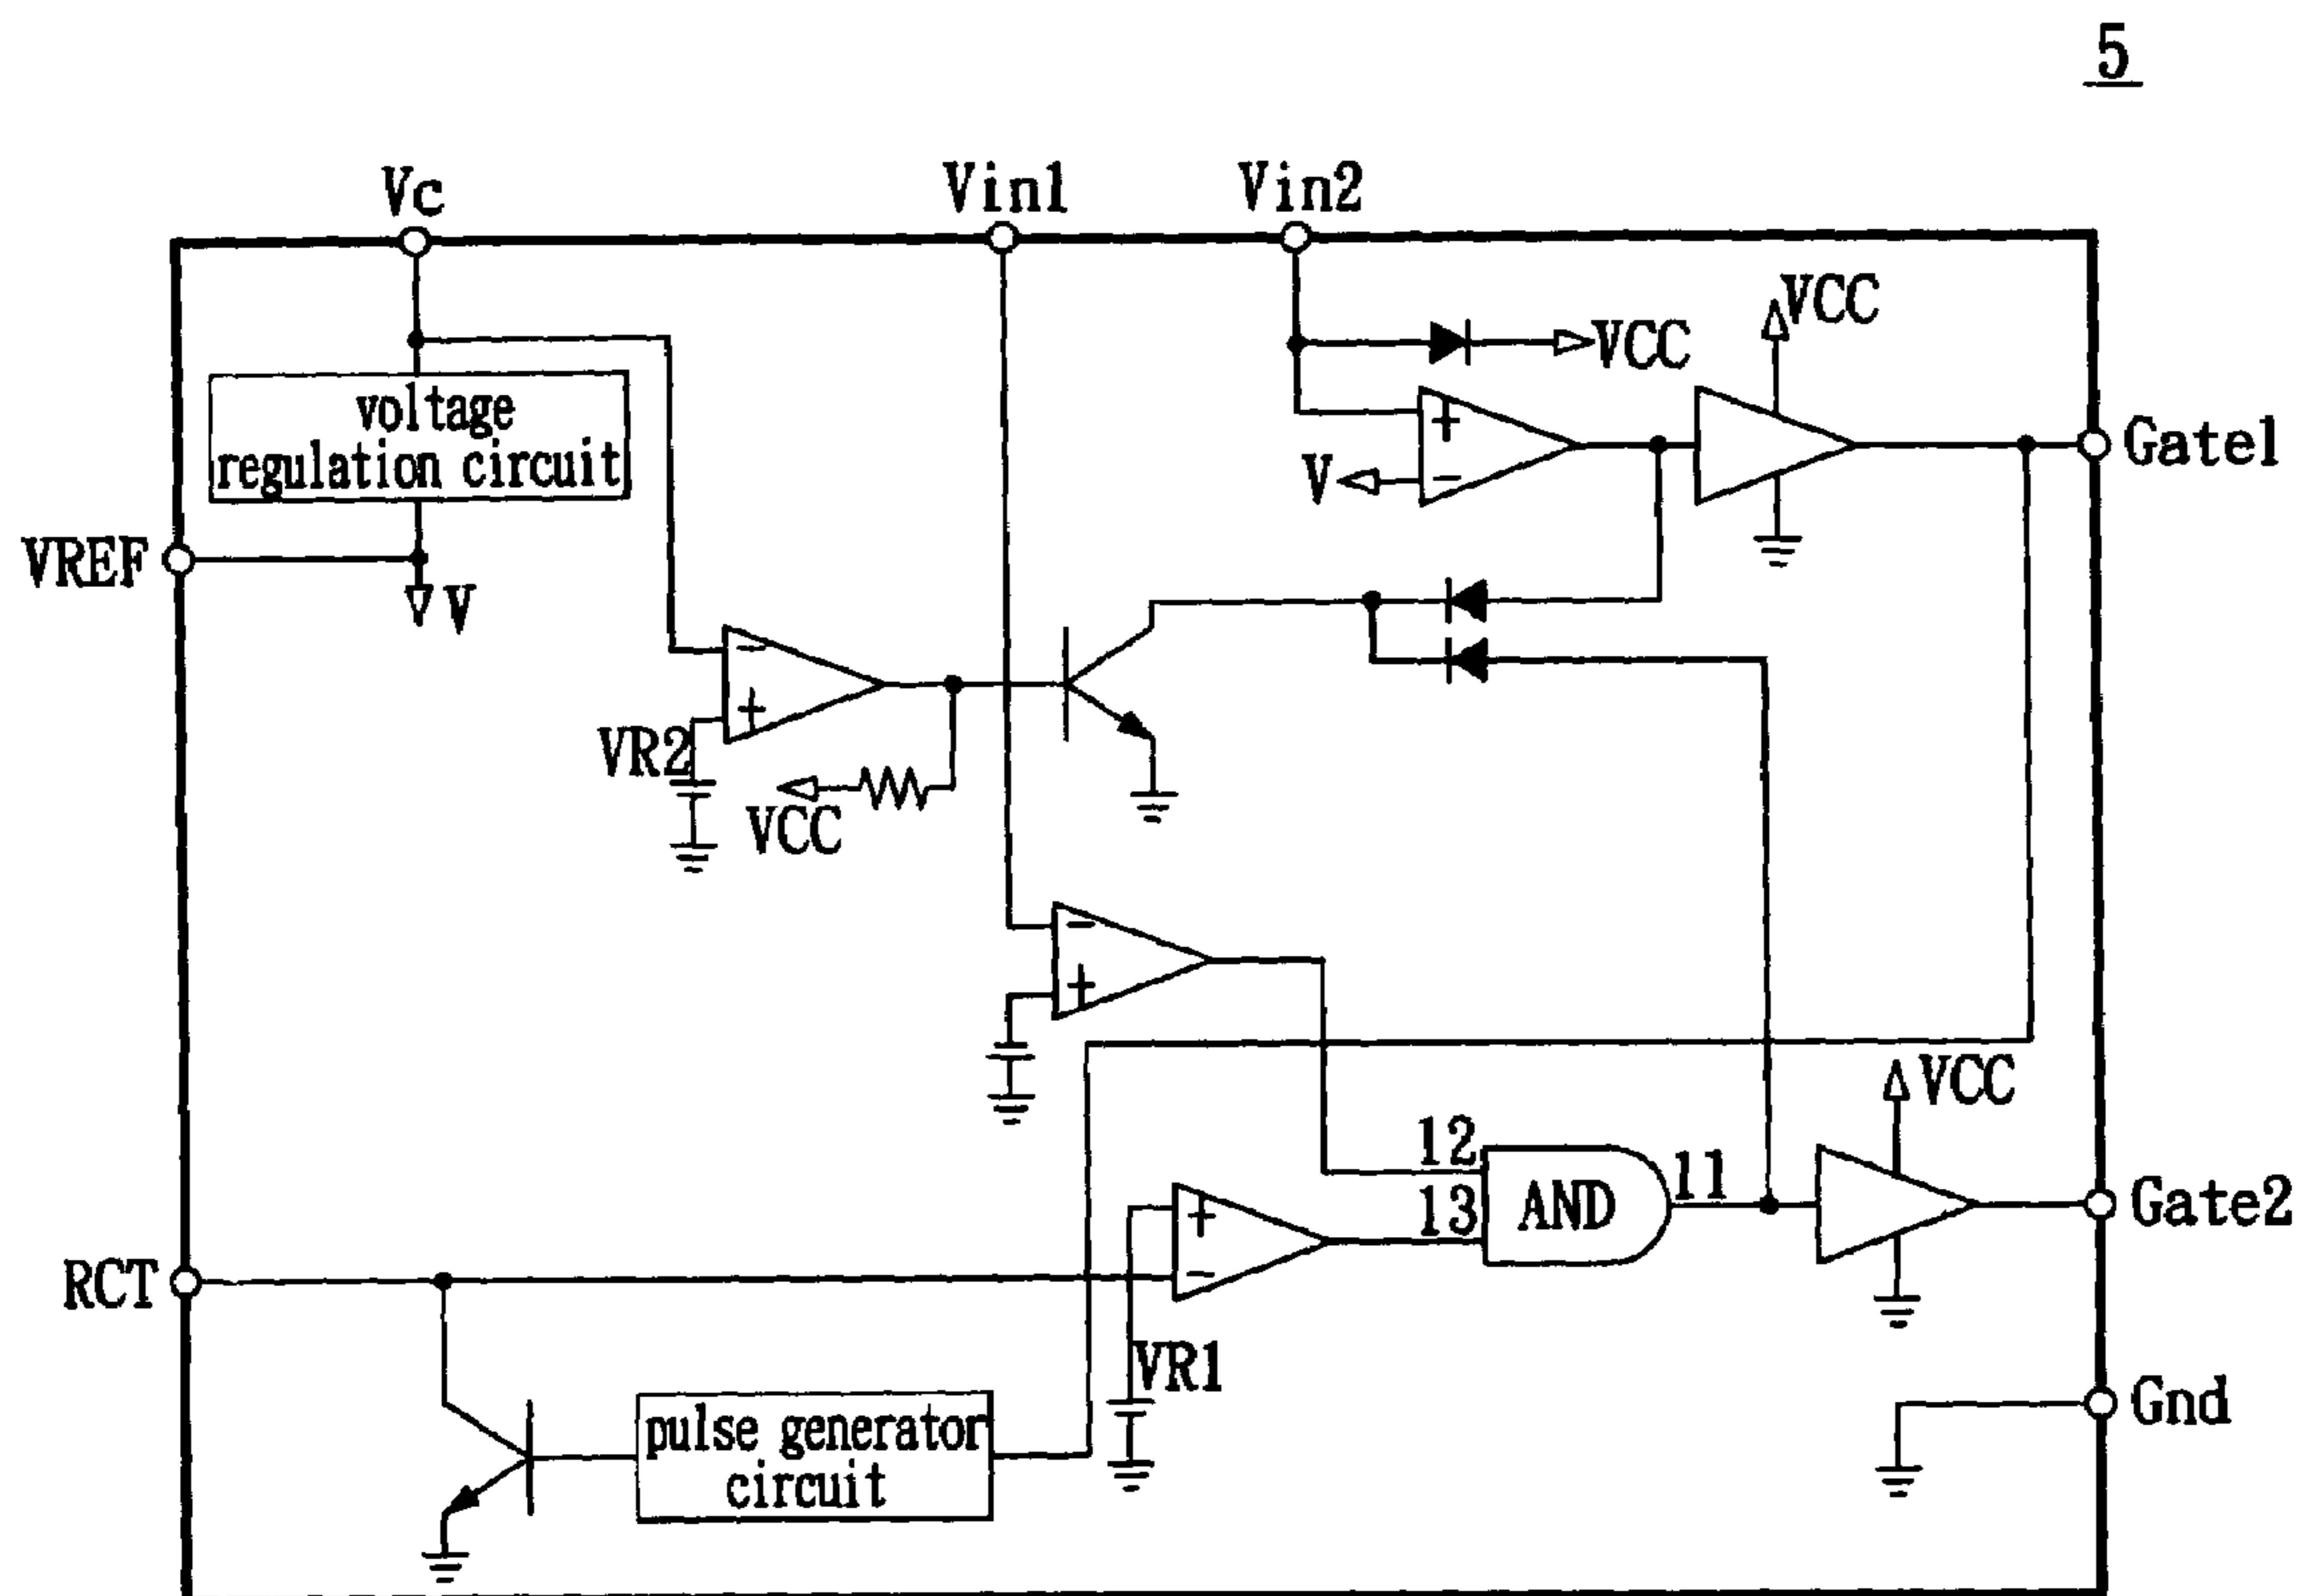 5
Vc
Vin1
Vin2
VCC
VCC
voltage
regulation circuit
+
V
−
Gate1
VREF
V
−
+
VR2
VCC
−
+
VCC
12
11
13
AND
Gate2
+
−
RCT
VR1
Gnd
pulse generator
circuit